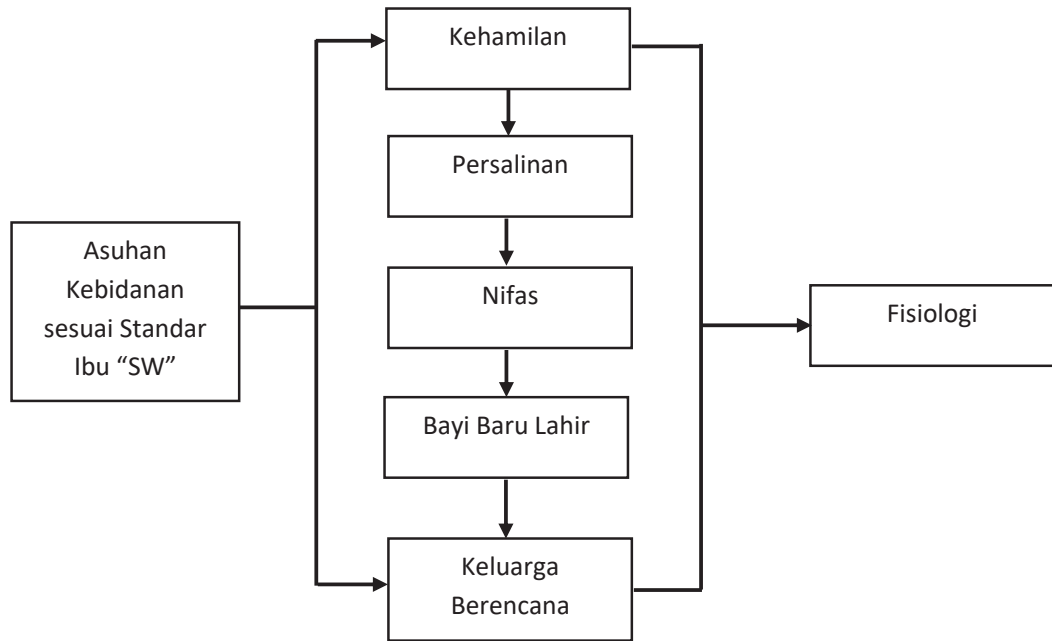 Kehamilan
Persalinan
Asuhan
Kebidanan
sesuai Standar
Ibu “SW”
Nifas
Fisiologi
Bayi Baru Lahir
Keluarga
Berencana